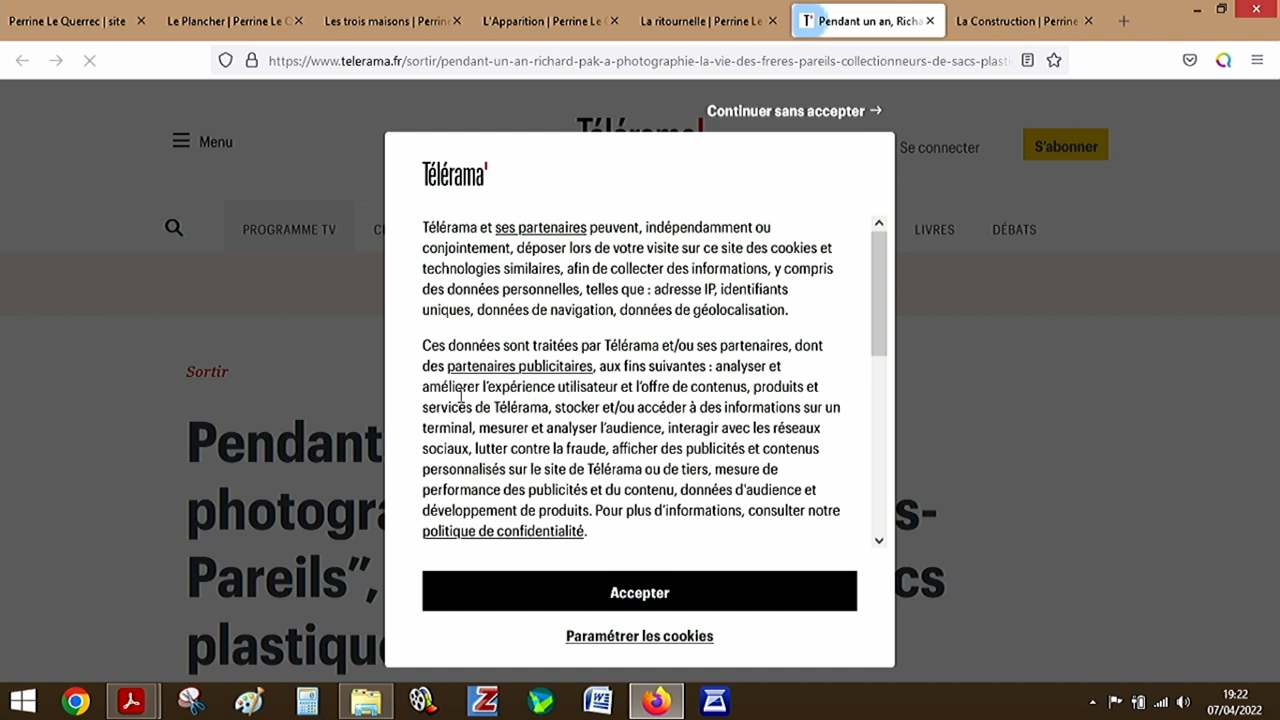 Perrine Le Querrec | site
Le Plancher | Perrine Le Q
Les trois maisons | Perrine
L'Apparition | Perrine Le Q
La ritournelle | Perrine Le
Pendant un an, Richa
La Construction | Perrine
https://www.telerama.fr/sortir/pendant-un-an-richard-pak-a-photographie-la-vie-des-freres-pareils-collectionneurs-de-sacs-plasti
Continuer sans accepter →
Télérama'
Menu
Se connecter
S'abonner
PROGRAMME TV
LIVRES
DÉBATS
Télérama'
Télérama et ses partenaires peuvent, indépendamment ou
conjointement, déposer lors de votre visite sur ce site des cookies et
technologies similaires, afin de collecter des informations, y compris
des données personnelles, telles que : adresse IP, identifiants
uniques, données de navigation, données de géolocalisation.
Ces données sont traitées par Télérama et/ou ses partenaires, dont
des partenaires publicitaires, aux fins suivantes : analyser et
améliorer l'expérience utilisateur et l'offre de contenus, produits et
services de Télérama, stocker et/ou accéder à des informations sur un
terminal, mesurer et analyser l'audience, interagir avec les réseaux
sociaux, lutter contre la fraude, afficher des publicités et contenus
personnalisés sur le site de Télérama ou de tiers, mesure de
performance des publicités et du contenu, données d'audience et
développement de produits. Pour plus d'informations, consulter notre
politique de confidentialité.
Accepter
Paramétrer les cookies
Sortir
Pendant
photogra s-
Pareils”, cs
plastique
19:22
07/04/2022